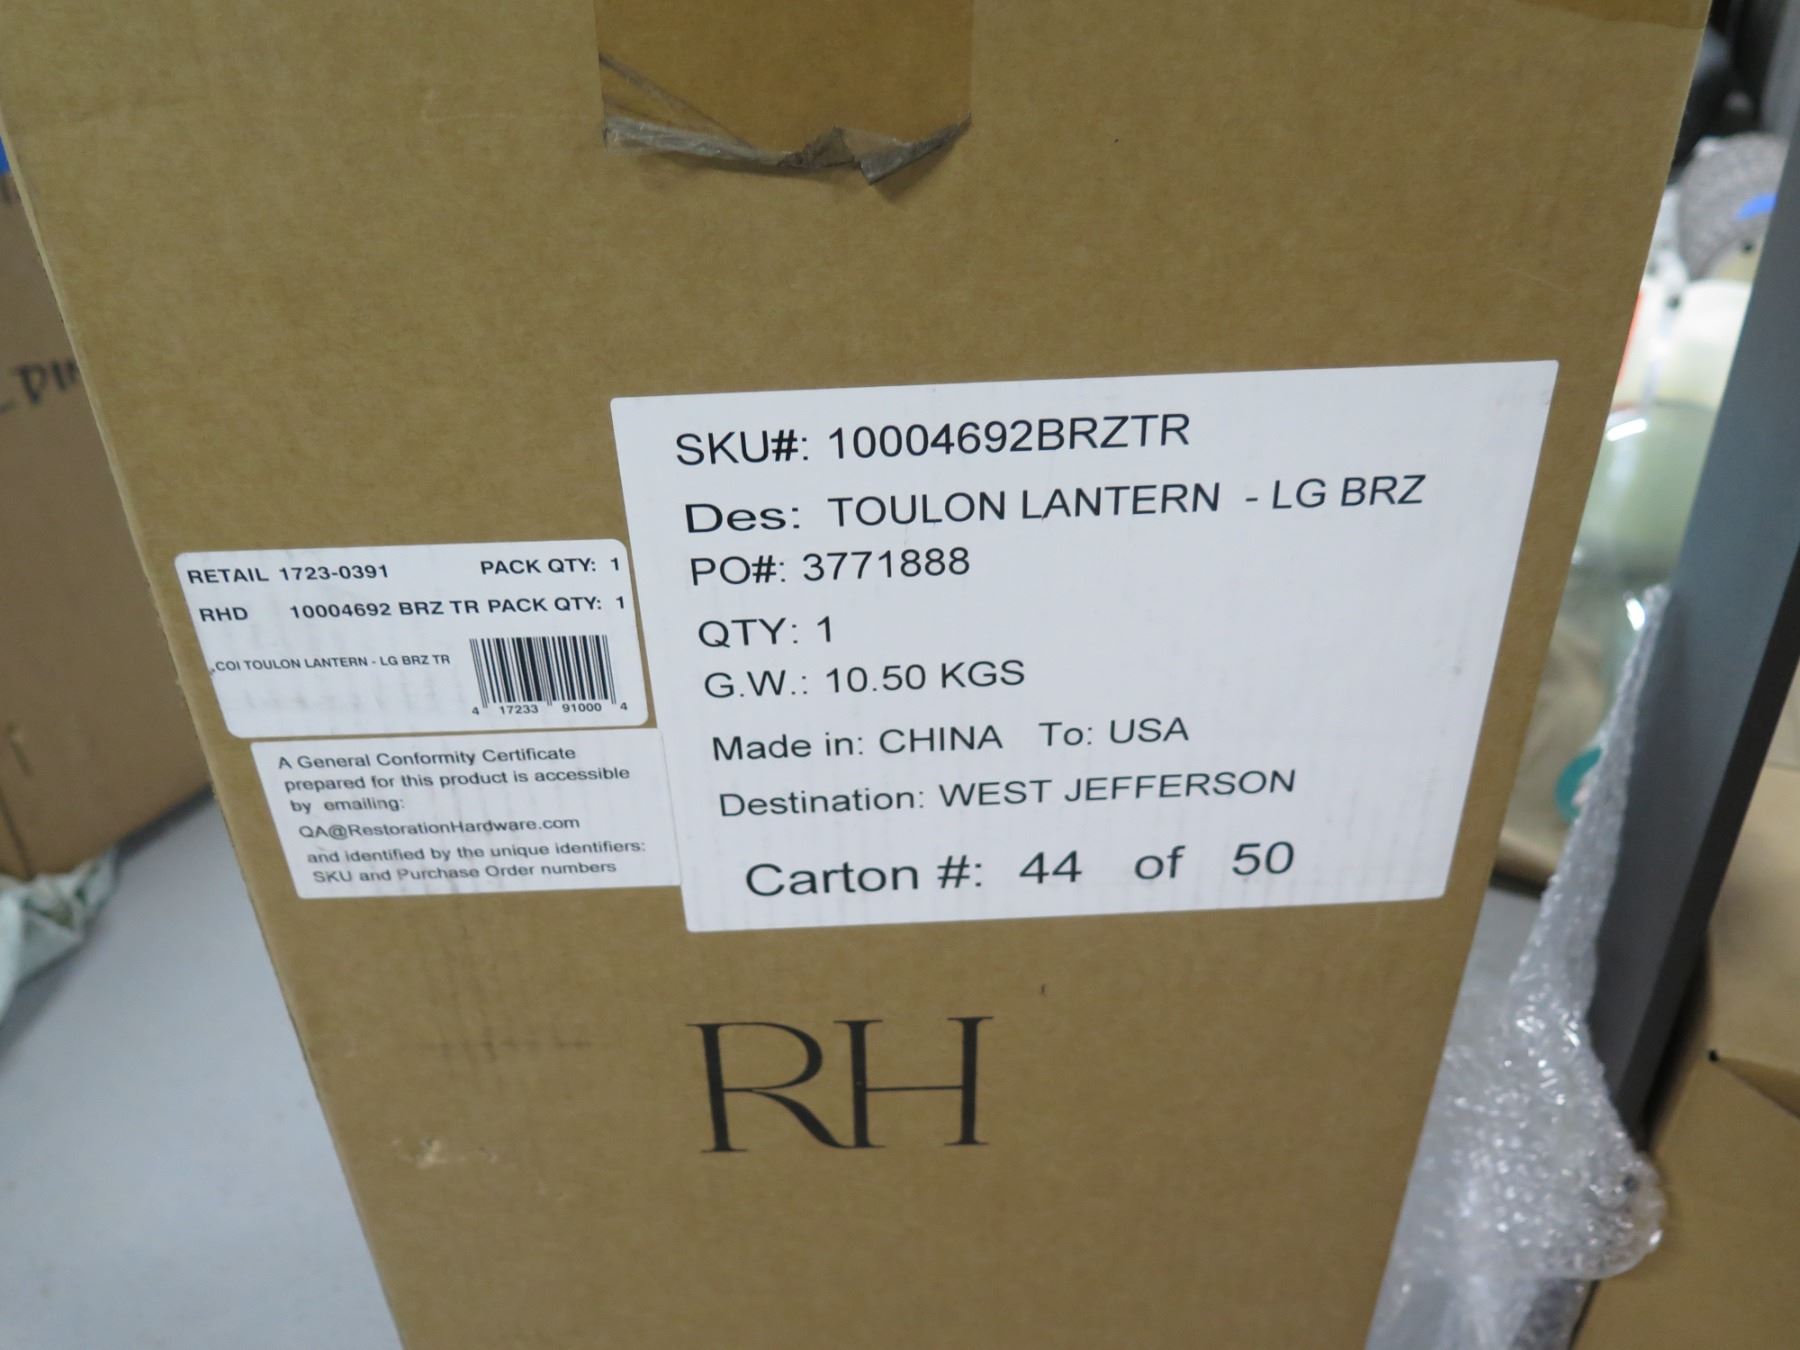 RETAIL 1723-0391 PACK QTY: 1
RHD 10004692 BRZ TR PACK QTY: 1
COI TOULON LANTERN - LG BRZ TR
4 17233 91000 4
A General Conformity Certificate
prepared for this product is accessible
by emailing:
QA@RestorationHardware.com
and identified by the unique identifiers:
SKU and Purchase Order numbers
SKU#: 10004692BRZTR
Des: TOULON LANTERN - LG BRZ
PO#: 3771888
QTY: 1
G.W.: 10.50 KGS
Made in: CHINA To: USA
Destination: WEST JEFFERSON
Carton #: 44 of 50
RH